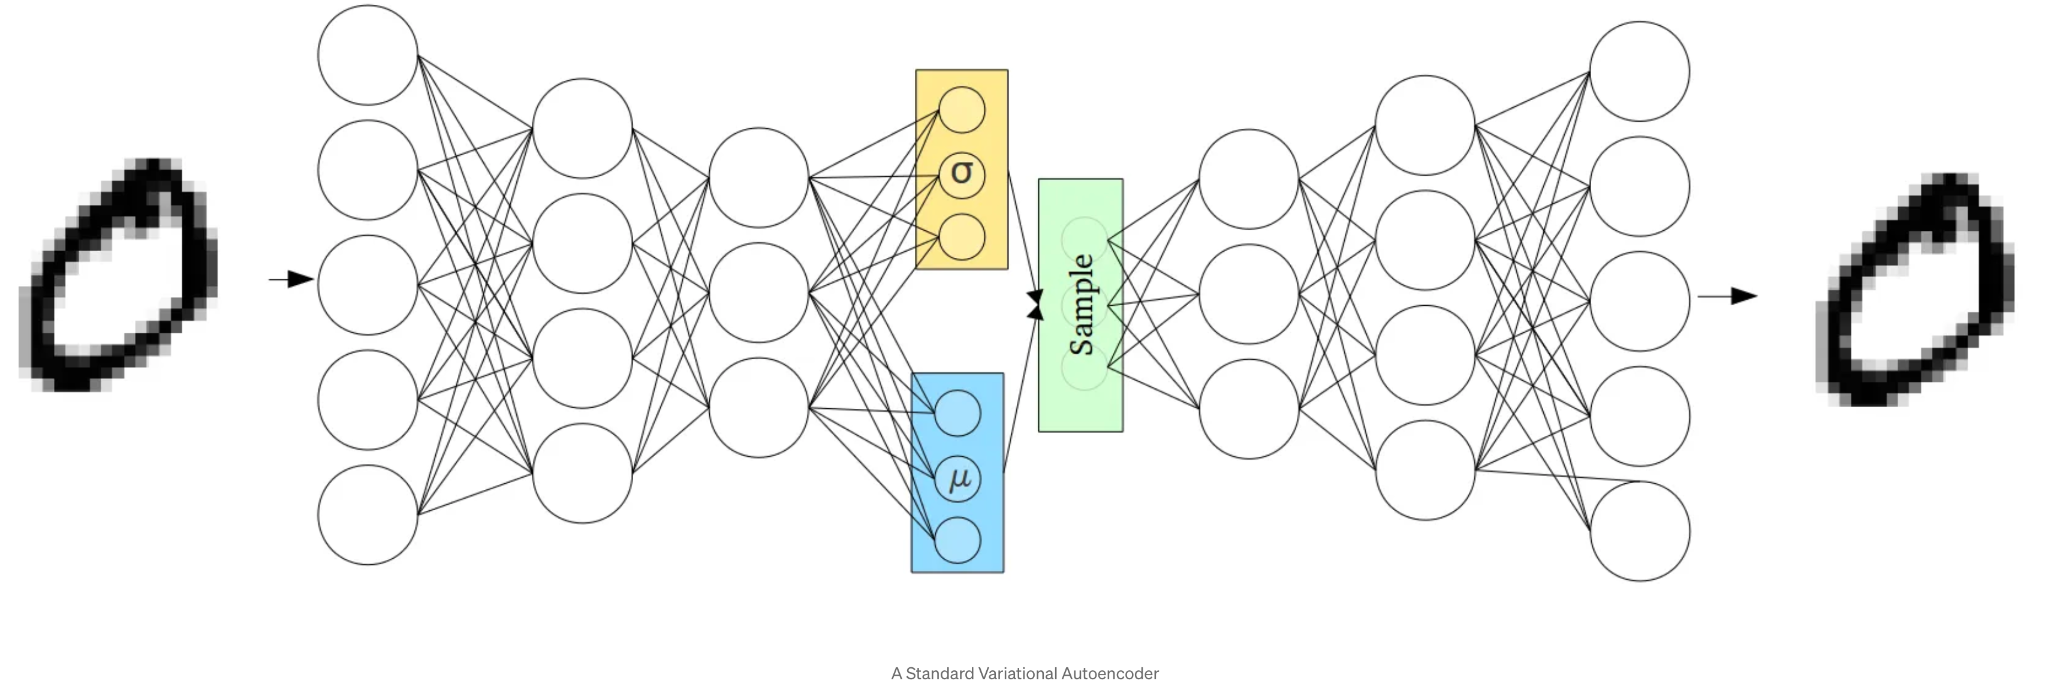 σ
μ
Sample
A Standard Variational Autoencoder